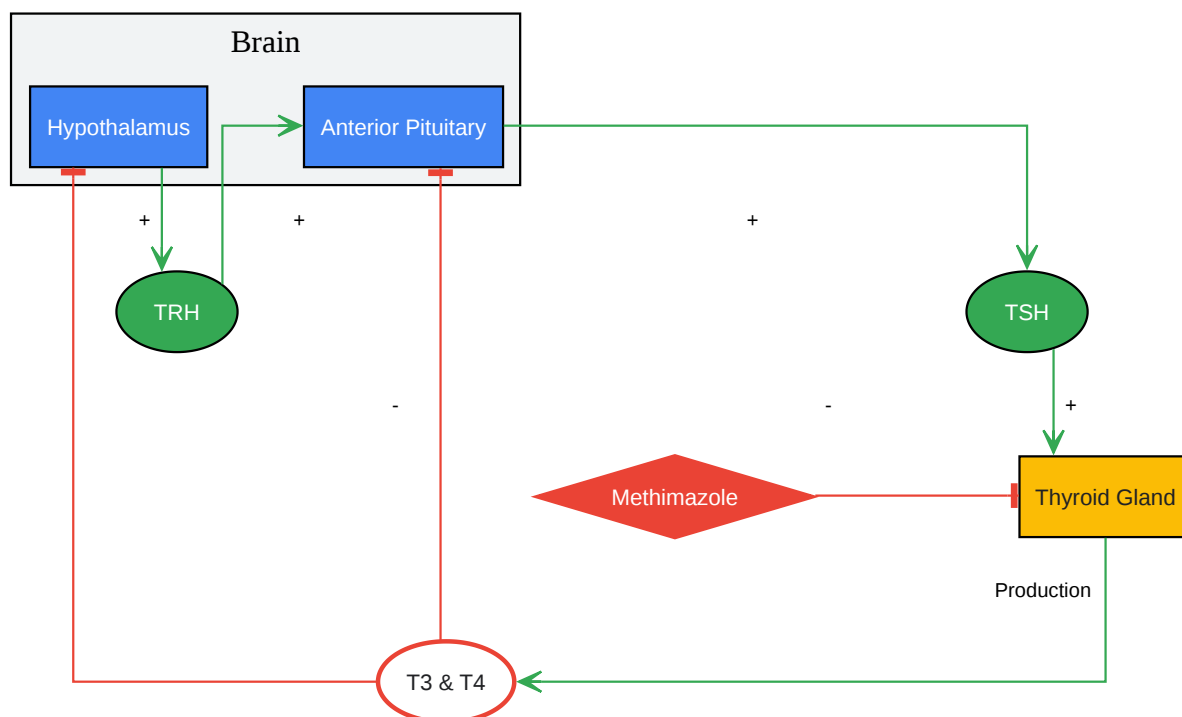 Brain
Hypothalamus
Anterior Pituitary
+
+
+
TRH
TSH
-
-
+
Methimazole
Thyroid Gland
Production
T3 & T4